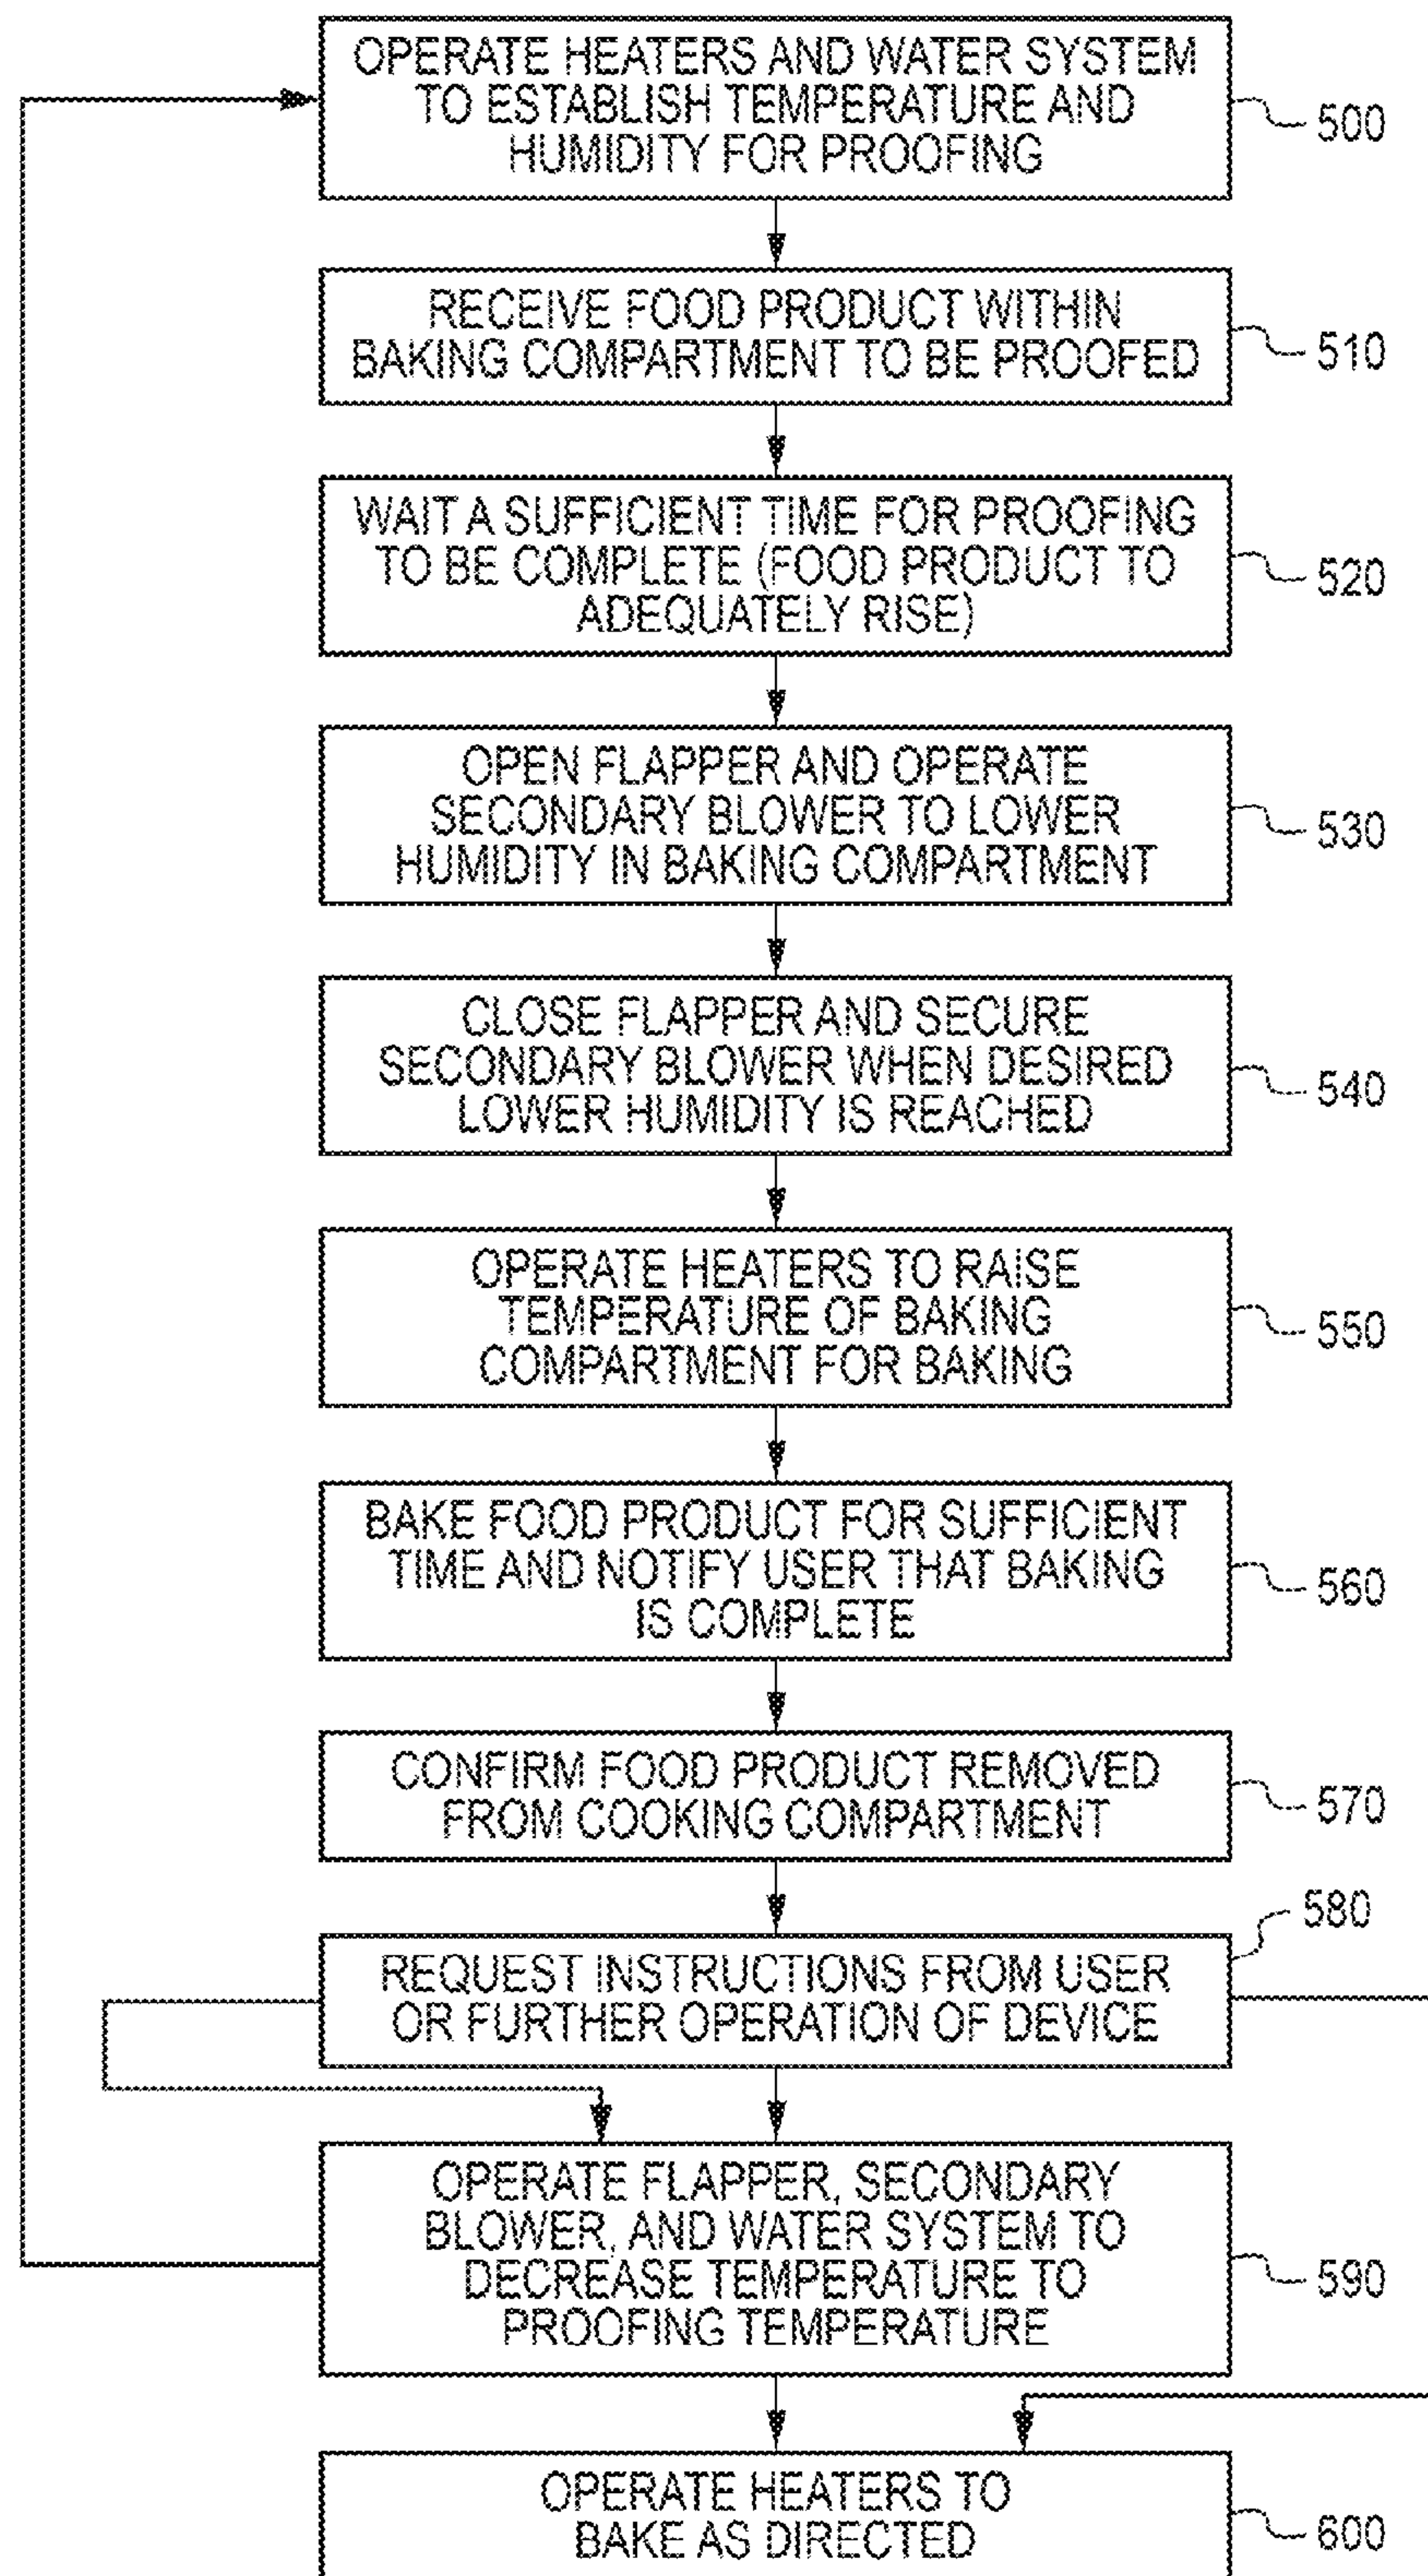 OPERATE HEATERS AND WATER SYSTEM
TO ESTABLISH TEMPERATURE AND
HUMIDITY FOR PROOFING
500
RECEIVE FOOD PRODUCT WITHIN
BAKING COMPARTMENT TO BE PROOFED
510
WAIT A SUFFICIENT TIME FOR PROOFING
TO BE COMPLETE (FOOD PRODUCT TO
ADEQUATELY RISE)
520
OPEN FLAPPER AND OPERATE
SECONDARY BLOWER TO LOWER
HUMIDITY IN BAKING COMPARTMENT
530
CLOSE FLAPPER AND SECURE
SECONDARY BLOWER WHEN DESIRED
LOWER HUMIDITY IS REACHED
540
OPERATE HEATERS TO RAISE
TEMPERATURE OF BAKING
COMPARTMENT FOR BAKING
550
BAKE FOOD PRODUCT FOR SUFFICIENT
TIME AND NOTIFY USER THAT BAKING
IS COMPLETE
560
CONFIRM FOOD PRODUCT REMOVED
FROM COOKING COMPARTMENT
570
REQUEST INSTRUCTIONS FROM USER
OR FURTHER OPERATION OF DEVICE
580
OPERATE FLAPPER, SECONDARY
BLOWER, AND WATER SYSTEM TO
DECREASE TEMPERATURE TO
PROOFING TEMPERATURE
590
OPERATE HEATERS TO
BAKE AS DIRECTED
600